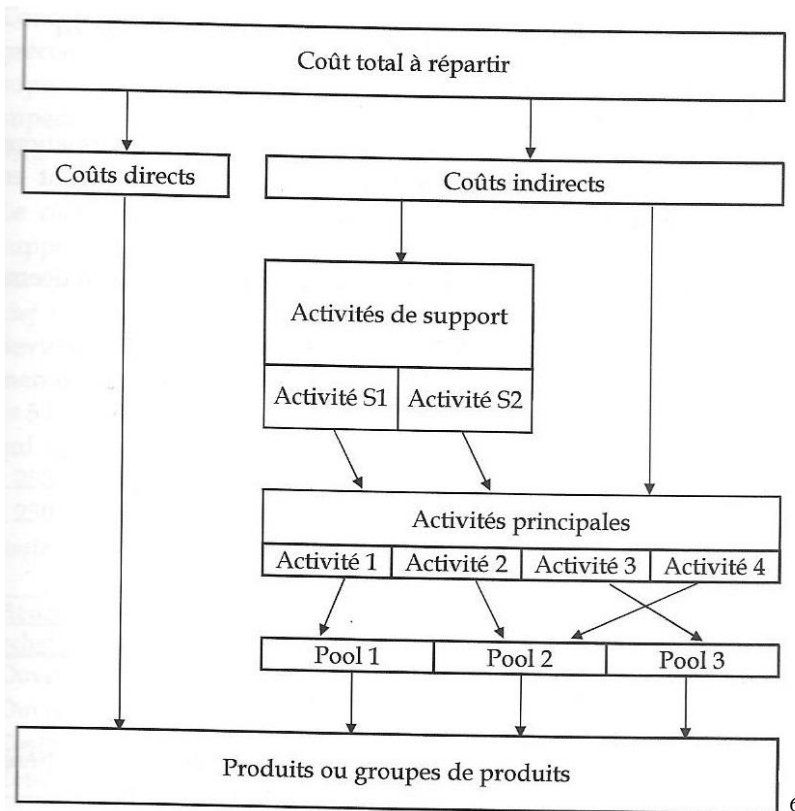 Coût total à répartir
Coûts directs
Coûts indirects
Activités de support
Activité S1
Activité S2
Activités principales
Activité 1
Activité 2
Activité 3
Activité 4
Pool 1
Pool 2
Pool 3
Produits ou groupes de produits
6